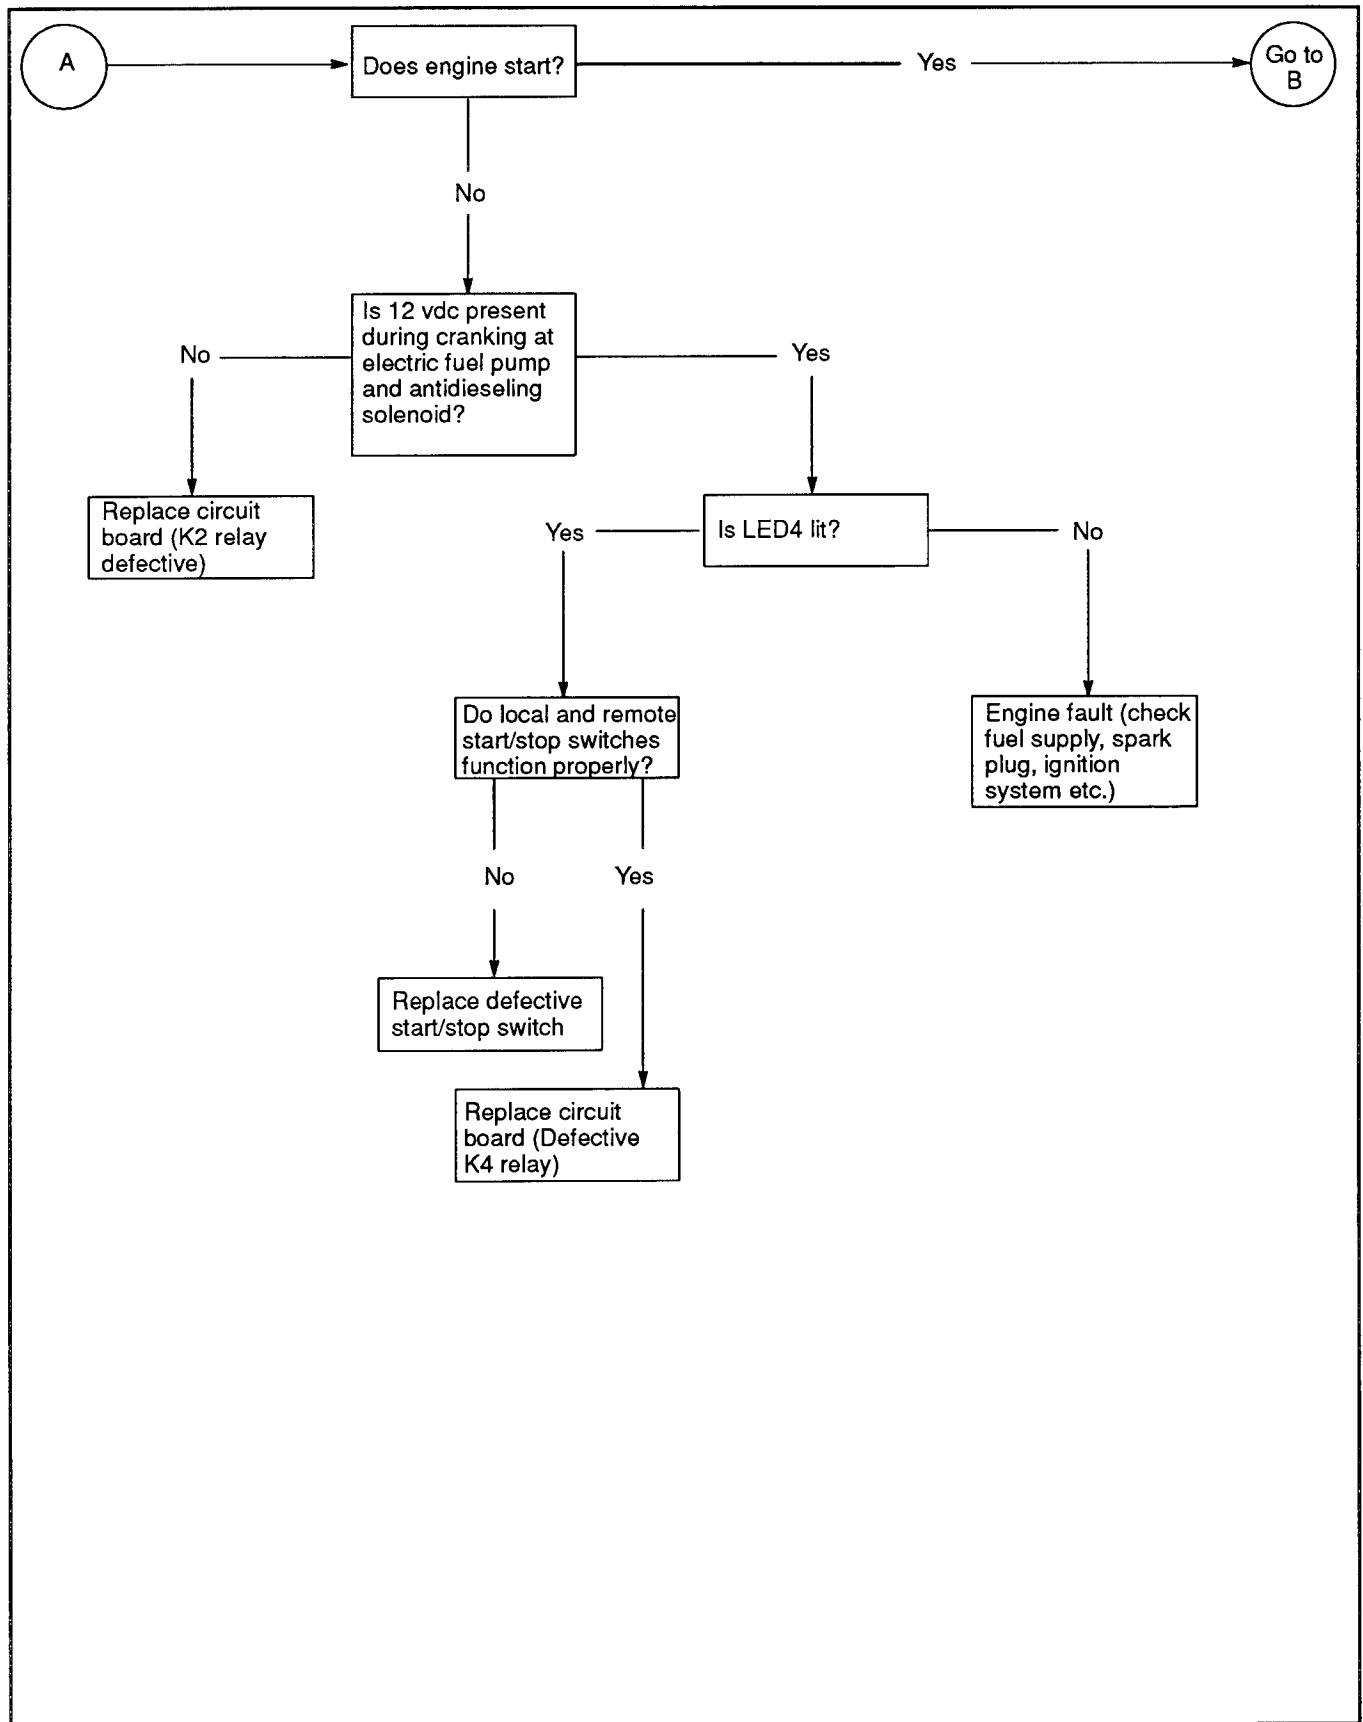 A
Does engine start?
Yes
Go to
B
No
Is 12 vdc present
during cranking at
electric fuel pump
and antidieseling
solenoid?
No
Yes
Replace circuit
board (K2 relay
defective)
Yes
Is LED4 lit?
No
Do local and remote
start/stop switches
function properly?
Engine fault (check
fuel supply, spark
plug, ignition
system etc.)
No
Yes
Replace defective
start/stop switch
Replace circuit
board (Defective
K4 relay)